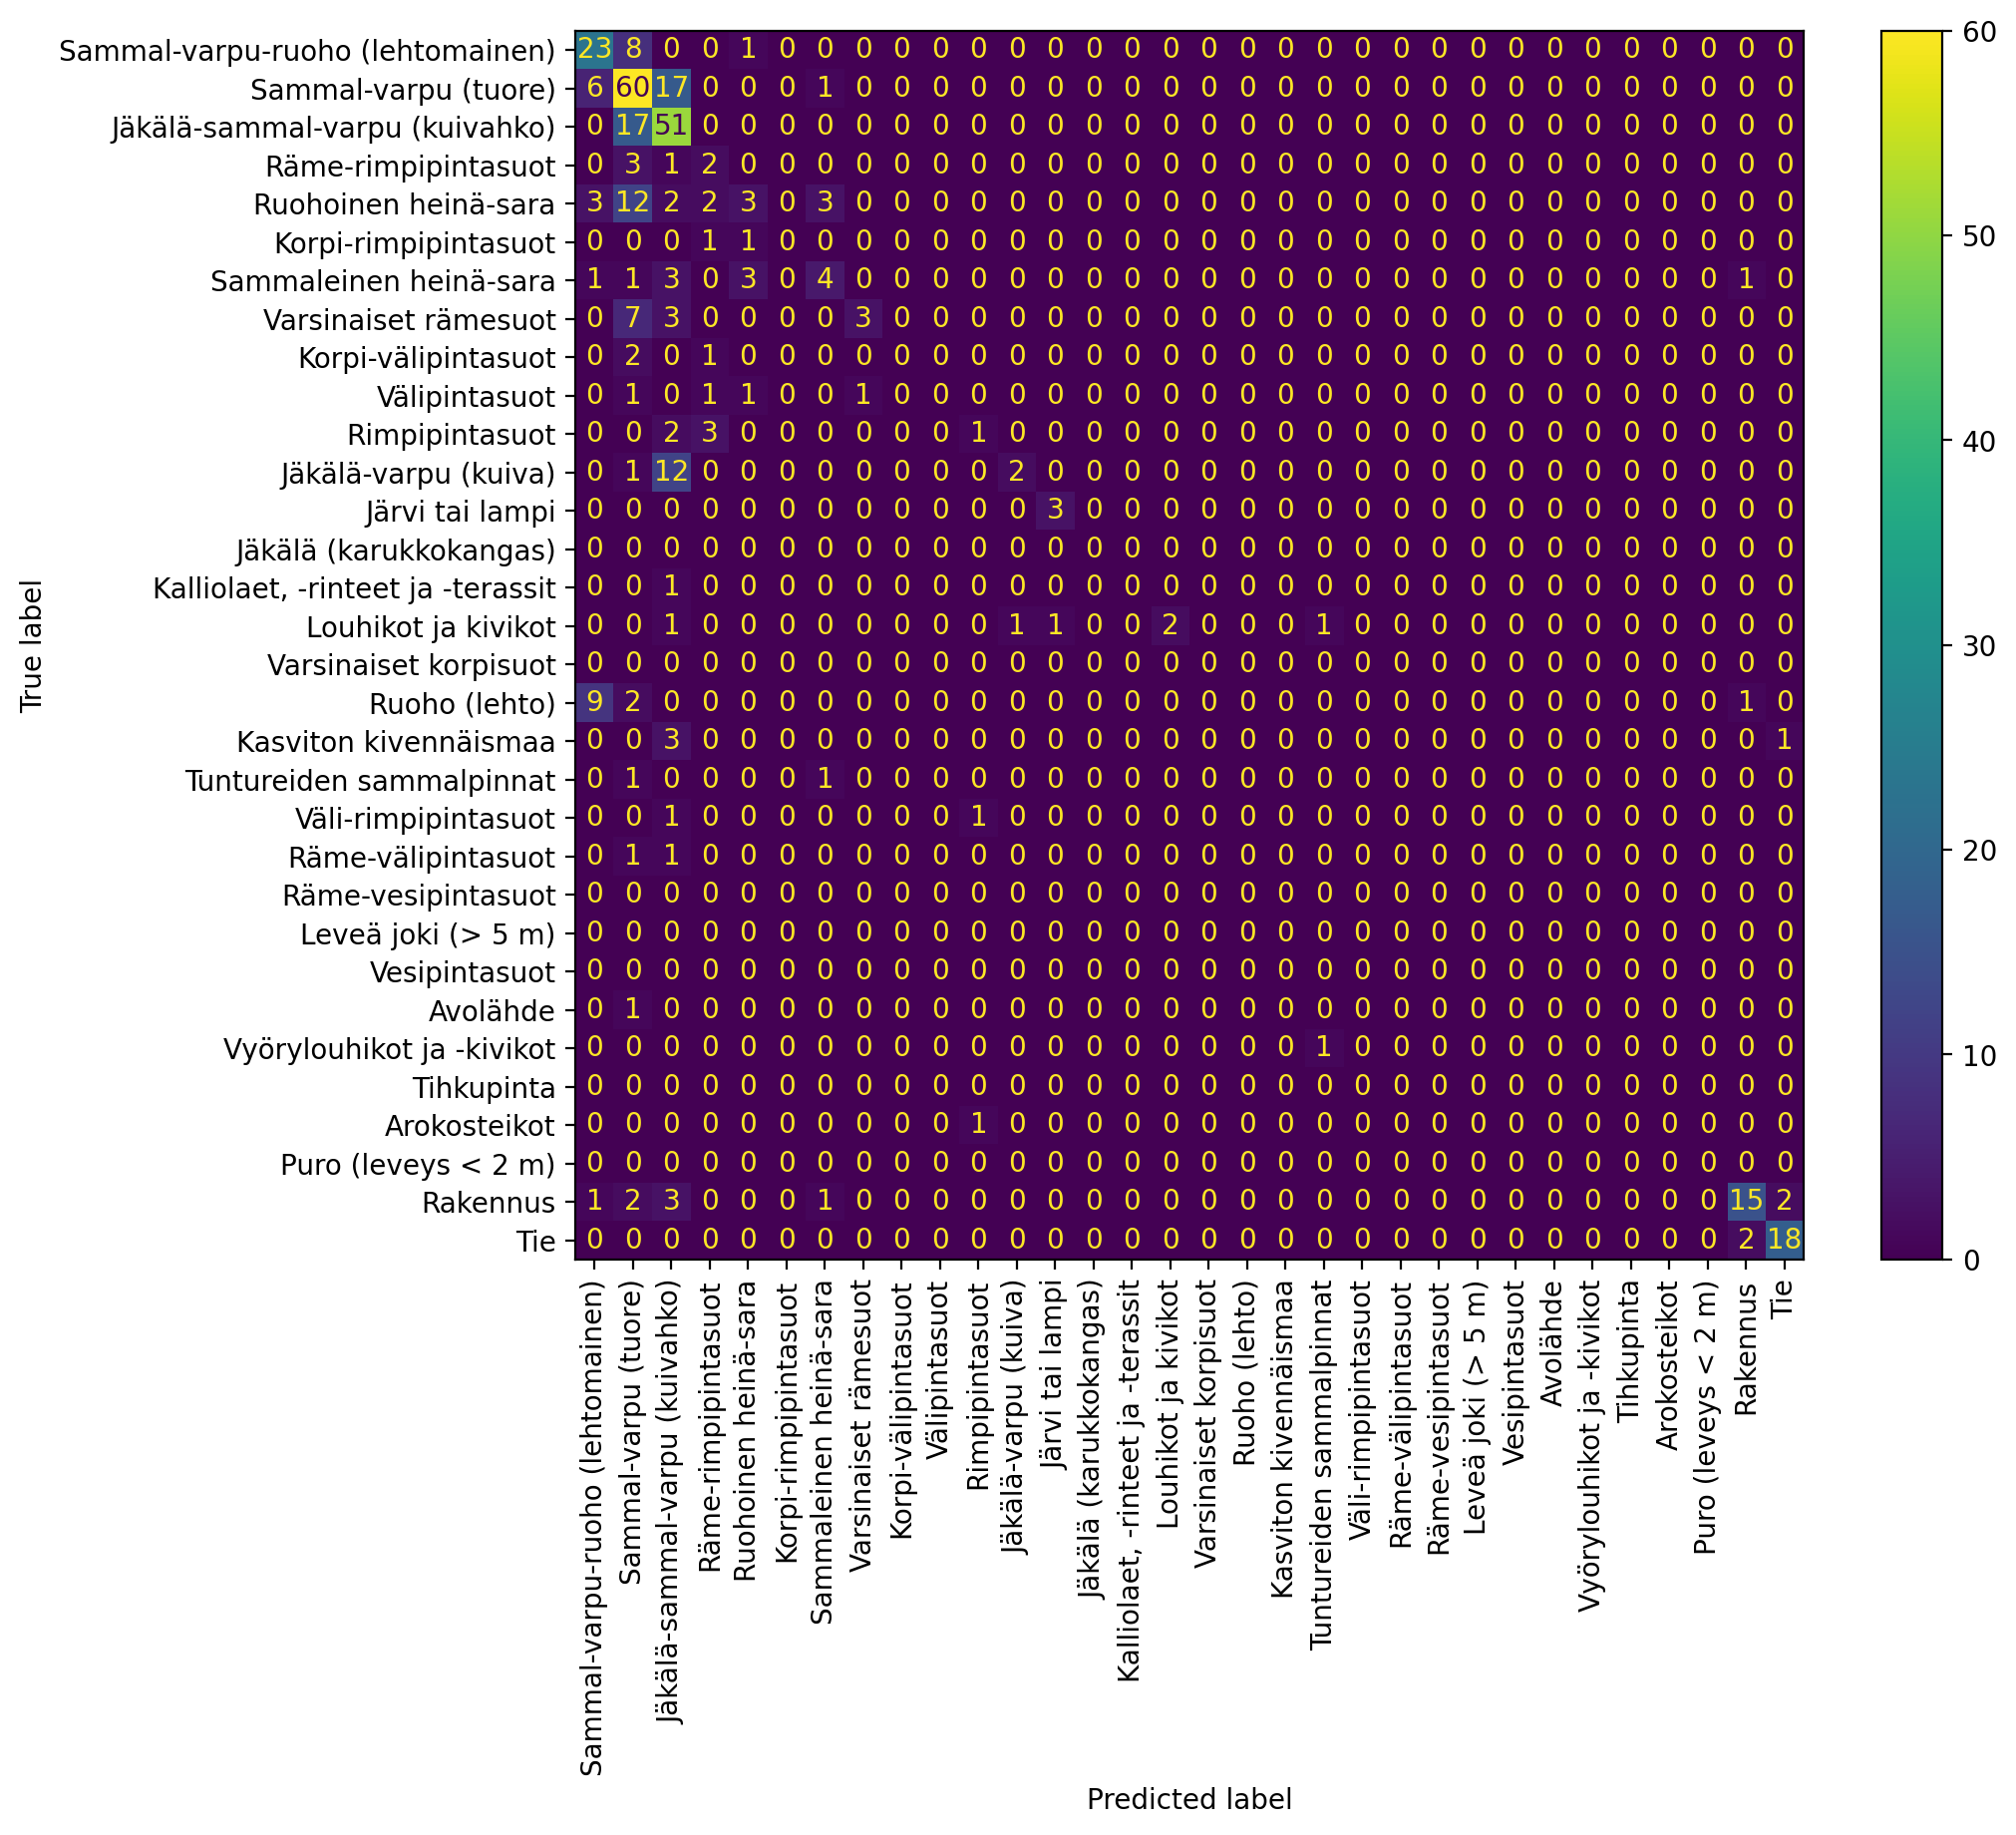 Sammal-varpu-ruoho (lehtomainen) 23 8 0 0 1 0 0 0 0 0 0 0 0 0 0 0 0 0 0 0 0 0 0 0 0 0 0 0 0 0 0 0
Sammal-varpu (tuore) 6 60 17 0 0 0 1 0 0 0 0 0 0 0 0 0 0 0 0 0 0 0 0 0 0 0 0 0 0 0 0 0
Jäkälä-sammal-varpu (kuivahko) 0 17 51 0 0 0 0 0 0 0 0 0 0 0 0 0 0 0 0 0 0 0 0 0 0 0 0 0 0 0 0 0
Räme-rimpipintasuot 0 3 1 2 0 0 0 0 0 0 0 0 0 0 0 0 0 0 0 0 0 0 0 0 0 0 0 0 0 0 0 0
Ruohoinen heinä-sara 3 12 2 2 3 0 3 0 0 0 0 0 0 0 0 0 0 0 0 0 0 0 0 0 0 0 0 0 0 0 0 0
Korpi-rimpipintasuot 0 0 0 1 1 0 0 0 0 0 0 0 0 0 0 0 0 0 0 0 0 0 0 0 0 0 0 0 0 0 0 0
Sammaleinen heinä-sara 1 1 3 0 3 0 4 0 0 0 0 0 0 0 0 0 0 0 0 0 0 0 0 0 0 0 0 0 0 0 1 0
Varsinaiset rämesuot 0 7 3 0 0 0 0 3 0 0 0 0 0 0 0 0 0 0 0 0 0 0 0 0 0 0 0 0 0 0 0 0
Korpi-välipintasuot 0 2 0 1 0 0 0 0 0 0 0 0 0 0 0 0 0 0 0 0 0 0 0 0 0 0 0 0 0 0 0 0
Välipintasuot 0 1 0 1 1 0 0 1 0 0 0 0 0 0 0 0 0 0 0 0 0 0 0 0 0 0 0 0 0 0 0 0
Rimpipintasuot 0 0 2 3 0 0 0 0 0 0 1 0 0 0 0 0 0 0 0 0 0 0 0 0 0 0 0 0 0 0 0 0
Jäkälä-varpu (kuiva) 0 1 12 0 0 0 0 0 0 0 0 2 0 0 0 0 0 0 0 0 0 0 0 0 0 0 0 0 0 0 0 0
Järvi tai lampi 0 0 0 0 0 0 0 0 0 0 0 0 3 0 0 0 0 0 0 0 0 0 0 0 0 0 0 0 0 0 0 0
Jäkälä (karukkokangas) 0 0 0 0 0 0 0 0 0 0 0 0 0 0 0 0 0 0 0 0 0 0 0 0 0 0 0 0 0 0 0 0
Kalliolaet, -rinteet ja -terassit 0 0 1 0 0 0 0 0 0 0 0 0 0 0 0 0 0 0 0 0 0 0 0 0 0 0 0 0 0 0 0 0
Louhikot ja kivikot 0 0 1 0 0 0 0 0 0 0 0 1 1 0 0 2 0 0 0 1 0 0 0 0 0 0 0 0 0 0 0 0
Varsinaiset korpisuot 0 0 0 0 0 0 0 0 0 0 0 0 0 0 0 0 0 0 0 0 0 0 0 0 0 0 0 0 0 0 0 0
Ruoho (lehto) 9 2 0 0 0 0 0 0 0 0 0 0 0 0 0 0 0 0 0 0 0 0 0 0 0 0 0 0 0 0 1 0
Kasviton kivennäismaa 0 0 3 0 0 0 0 0 0 0 0 0 0 0 0 0 0 0 0 0 0 0 0 0 0 0 0 0 0 0 0 1
Tuntureiden sammalpinnat 0 1 0 0 0 0 1 0 0 0 0 0 0 0 0 0 0 0 0 0 0 0 0 0 0 0 0 0 0 0 0 0
Väli-rimpipintasuot 0 0 1 0 0 0 0 0 0 0 1 0 0 0 0 0 0 0 0 0 0 0 0 0 0 0 0 0 0 0 0 0
Räme-välipintasuot 0 1 1 0 0 0 0 0 0 0 0 0 0 0 0 0 0 0 0 0 0 0 0 0 0 0 0 0 0 0 0 0
Räme-vesipintasuot 0 0 0 0 0 0 0 0 0 0 0 0 0 0 0 0 0 0 0 0 0 0 0 0 0 0 0 0 0 0 0 0
Leveä joki (> 5 m) 0 0 0 0 0 0 0 0 0 0 0 0 0 0 0 0 0 0 0 0 0 0 0 0 0 0 0 0 0 0 0 0
Vesipintasuot 0 0 0 0 0 0 0 0 0 0 0 0 0 0 0 0 0 0 0 0 0 0 0 0 0 0 0 0 0 0 0 0
Avolähde 0 1 0 0 0 0 0 0 0 0 0 0 0 0 0 0 0 0 0 0 0 0 0 0 0 0 0 0 0 0 0 0
Vyörylouhikot ja -kivikot 0 0 0 0 0 0 0 0 0 0 0 0 0 0 0 0 0 0 0 1 0 0 0 0 0 0 0 0 0 0 0 0
Tihkupinta 0 0 0 0 0 0 0 0 0 0 0 0 0 0 0 0 0 0 0 0 0 0 0 0 0 0 0 0 0 0 0 0
Arokosteikot 0 0 0 0 0 0 0 0 0 0 1 0 0 0 0 0 0 0 0 0 0 0 0 0 0 0 0 0 0 0 0 0
Puro (leveys < 2 m) 0 0 0 0 0 0 0 0 0 0 0 0 0 0 0 0 0 0 0 0 0 0 0 0 0 0 0 0 0 0 0 0
Rakennus 1 2 3 0 0 0 1 0 0 0 0 0 0 0 0 0 0 0 0 0 0 0 0 0 0 0 0 0 0 0 15 2
Tie 0 0 0 0 0 0 0 0 0 0 0 0 0 0 0 0 0 0 0 0 0 0 0 0 0 0 0 0 0 0 2 18
True label
Sammal-varpu-ruoho (lehtomainen)
Sammal-varpu (tuore)
Jäkälä-sammal-varpu (kuivahko)
Räme-rimpipintasuot
Ruohoinen heinä-sara
Korpi-rimpipintasuot
Sammaleinen heinä-sara
Varsinaiset rämesuot
Korpi-välipintasuot
Välipintasuot
Rimpipintasuot
Jäkälä-varpu (kuiva)
Järvi tai lampi
Jäkälä (karukkokangas)
Kalliolaet, -rinteet ja -terassit
Louhikot ja kivikot
Varsinaiset korpisuot
Ruoho (lehto)
Kasviton kivennäismaa
Tuntureiden sammalpinnat
Väli-rimpipintasuot
Räme-välipintasuot
Räme-vesipintasuot
Leveä joki (> 5 m)
Vesipintasuot
Avolähde
Vyörylouhikot ja -kivikot
Tihkupinta
Arokosteikot
Puro (leveys < 2 m)
Rakennus
Tie
Predicted label
60
50
40
30
20
10
0